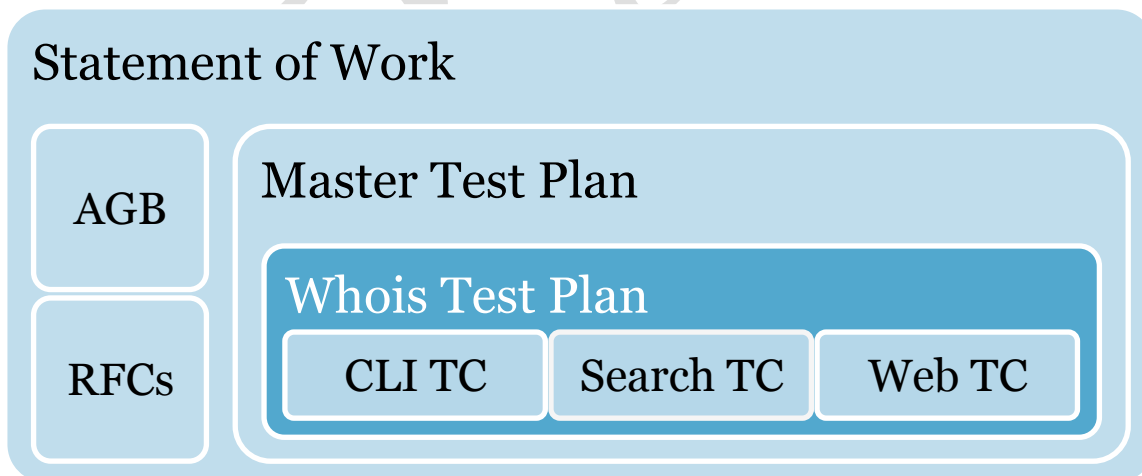 Statement of Work
AGB
Master Test Plan
Whois Test Plan
RFCs
CLI TC
Search TC
Web TC